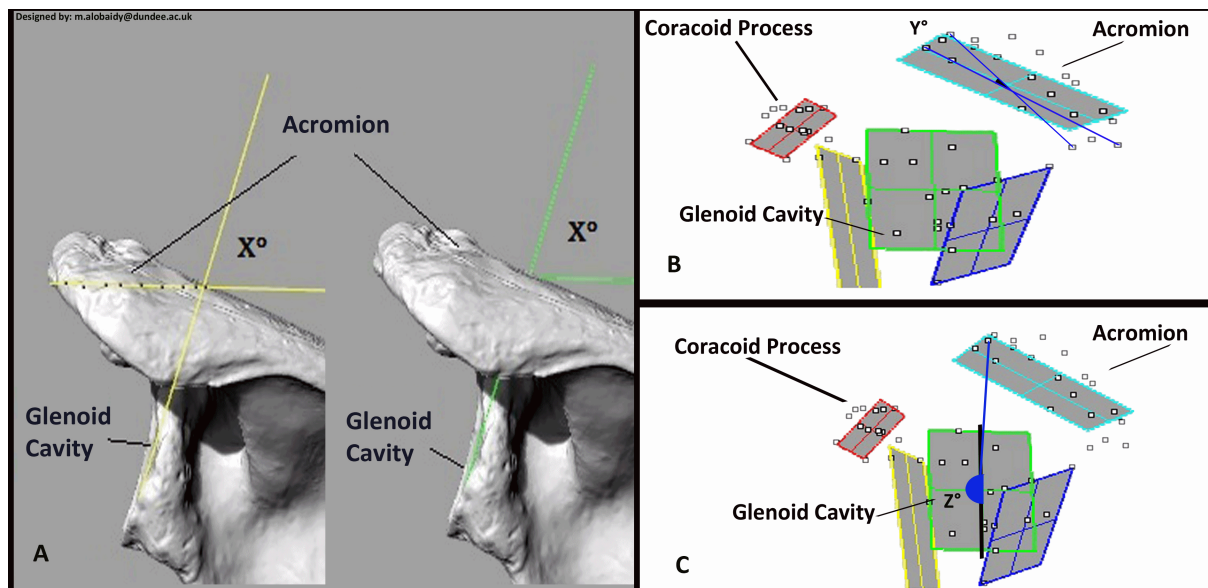 Designed by: m.alobaidy@dundee.ac.uk
Acromion
X°
X°
Glenoid
Cavity
Glenoid
Cavity
A
Coracoid Process
Y°
Acromion
Glenoid Cavity
B
Coracoid Process
Acromion
Glenoid Cavity
Z°
C